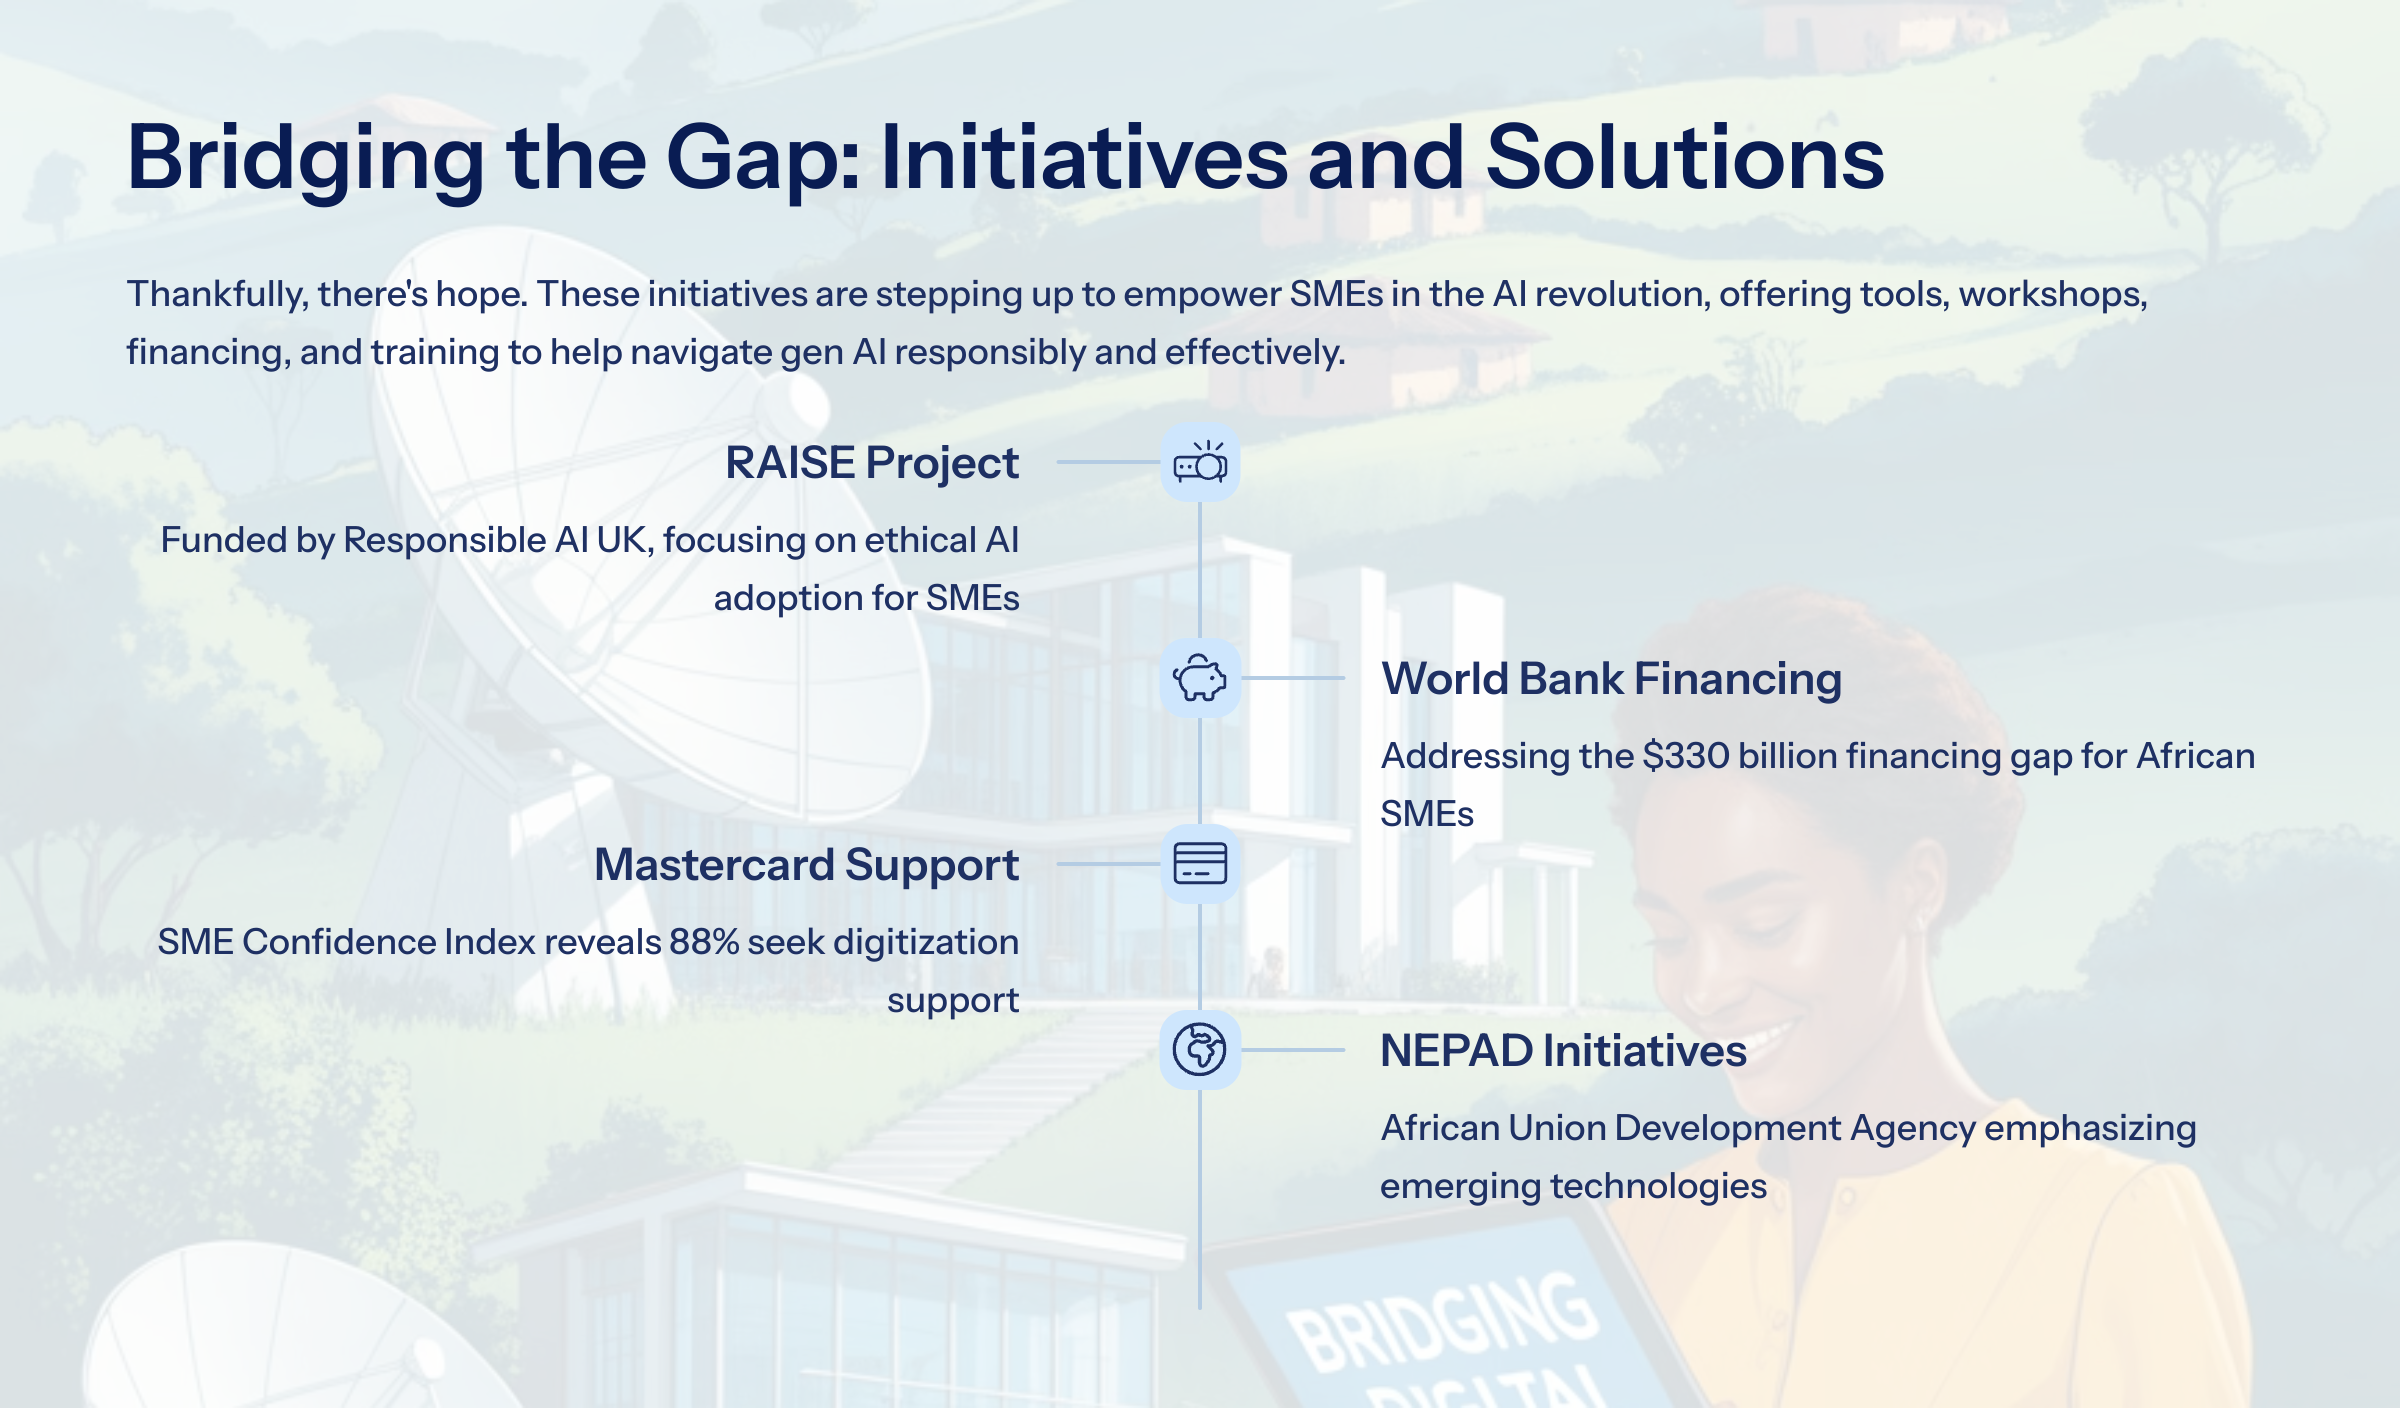 Bridging the Gap: Initiatives and Solutions
Thankfully, there's hope. These initiatives are stepping up to empower SMEs in the AI revolution, offering tools, workshops,
financing, and training to help navigate gen AI responsibly and effectively.
RAISE Project
Funded by Responsible AI UK, focusing on ethical AI
adoption for SMEs
World Bank Financing
Addressing the $330 billion financing gap for African
SMEs
Mastercard Support
SME Confidence Index reveals 88% seek digitization
support
NEPAD Initiatives
African Union Development Agency emphasizing
emerging technologies
BRIDGING
DIGITAL